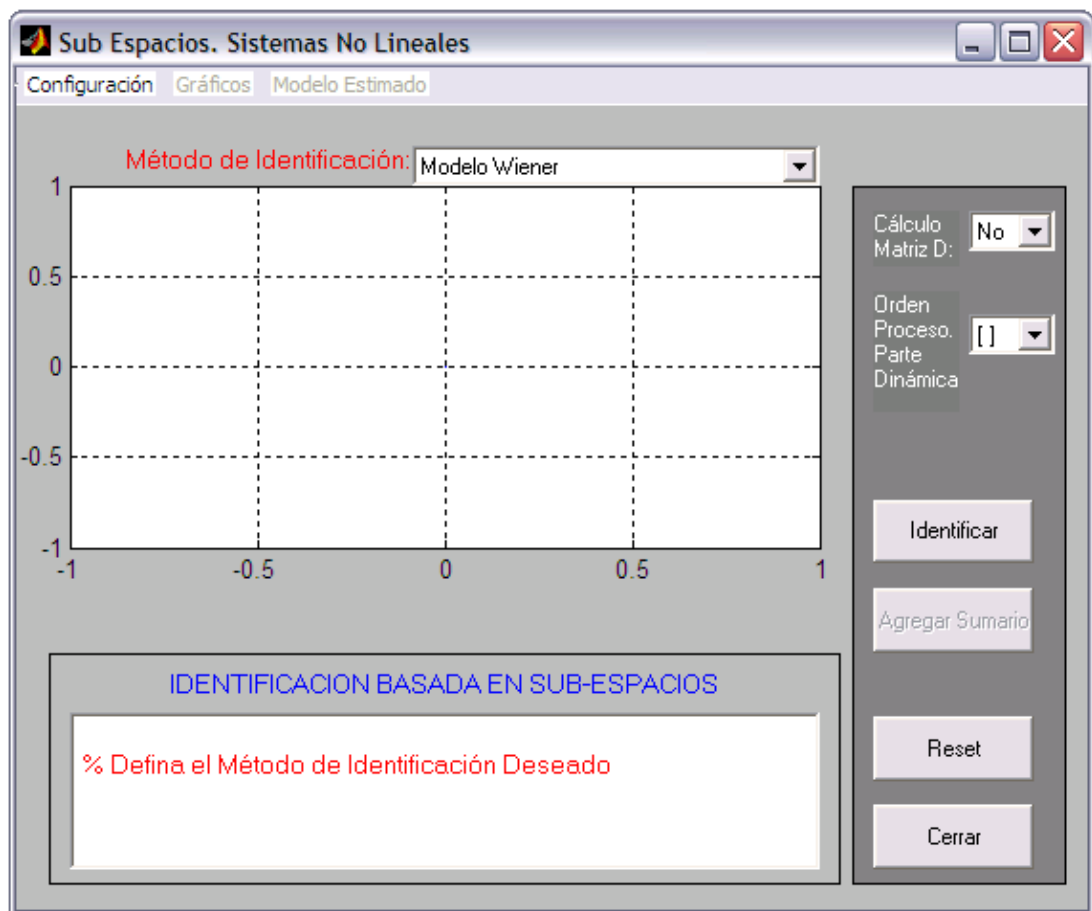 Sub Espacios. Sistemas No Lineales
Configuración Gráficos Modelo Estimado
Método de Identificación: Modelo Wiener
1
0.5
0
-0.5
-1
-1 -0.5 0 0.5 1
Cálculo
Matriz D:
No
Orden
Proceso.
Parte
Dinámica
[ ]
Identificar
Agregar Sumario
Reset
Cerrar
IDENTIFICACION BASADA EN SUB-ESPACIOS
% Defina el Método de Identificación Deseado